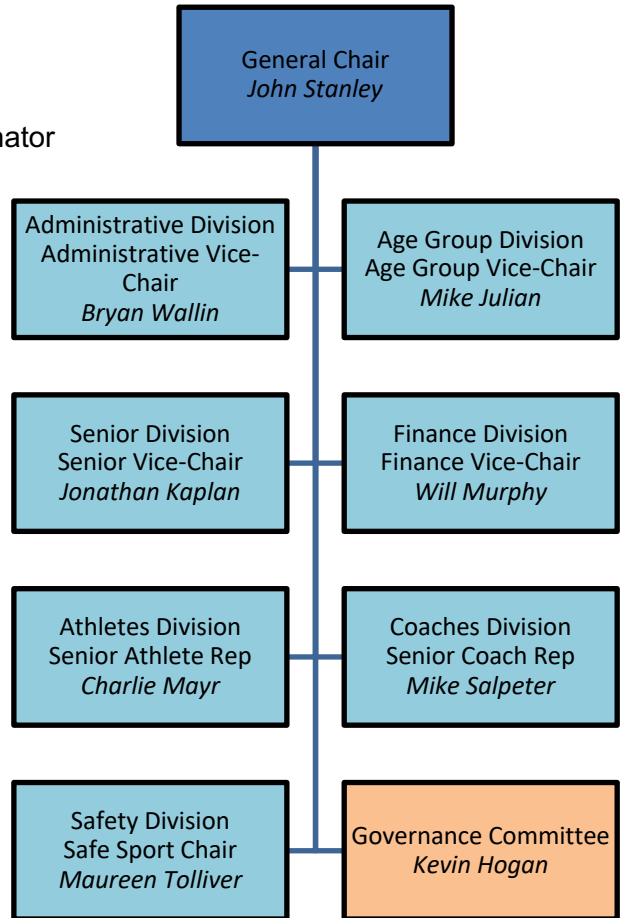 General Chair
John Stanley
Administrative Division
Administrative Vice-
Chair
Bryan Wallin
Age Group Division
Age Group Vice-Chair
Mike Julian
Senior Division
Senior Vice-Chair
Jonathan Kaplan
Finance Division
Finance Vice-Chair
Will Murphy
Athletes Division
Senior Athlete Rep
Charlie Mayr
Coaches Division
Senior Coach Rep
Mike Salpeter
Safety Division
Safe Sport Chair
Maureen Tolliver
Governance Committee
Kevin Hogan